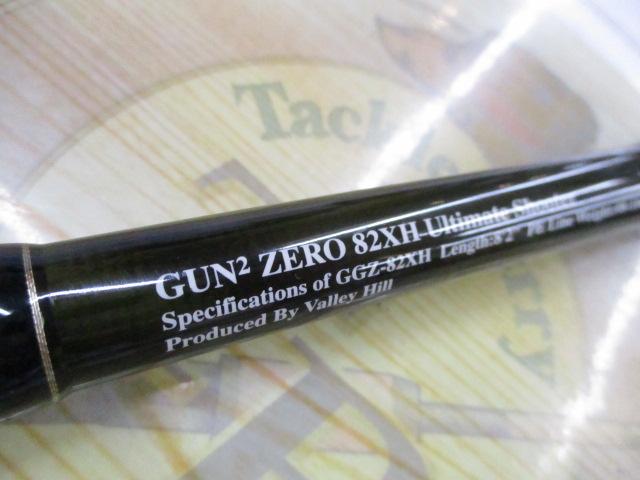 Tackle
GUN² ZERO 82XH Ultimate Shooter
Specifications of GGZ-82XH Length:8'2" PE Line Weight
Produced By Valley Hill